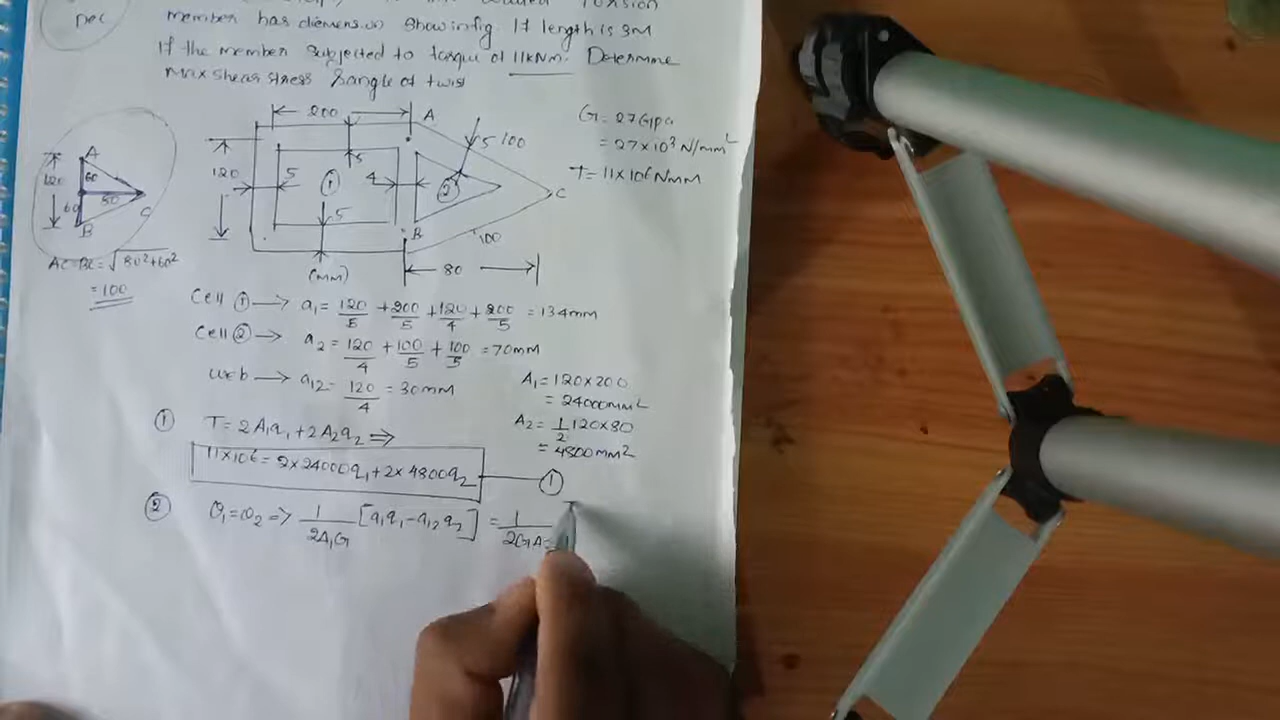 Dec
member has diemensin show in fig. If length is 3M
If the member subjected to torque of 11kNm. Determine
Max shear stress & angle of twist
200
A
5
5
100
120
5
1
4
2
C
5
B
100
(mm)
80
G = 27Gpa
= 27×10³ N/mm²
T = 11×10⁶ Nmm
A
120
60
80
60
C
B
AC=BC= √80²+60²
= 100
Cell ① → a₁ = 120/5 + 200/5 + 120/4 + 200/5 = 134mm
Cell ② → a₂ = 120/4 + 100/5 + 100/5 = 70mm
web → a₁₂ = 120/4 = 30mm
A₁ = 120×200
= 24000mm²
A₂ = 1/2 120×80
= 4800mm²
① T = 2A₁q₁ + 2A₂q₂ ⇒
11×10⁶ = 2×24000q₁ + 2×4800q₂ — ①
② θ₁=θ₂ ⇒ 1/2A₁G [a₁q₁ - a₁₂q₂] = 1/2GA₂